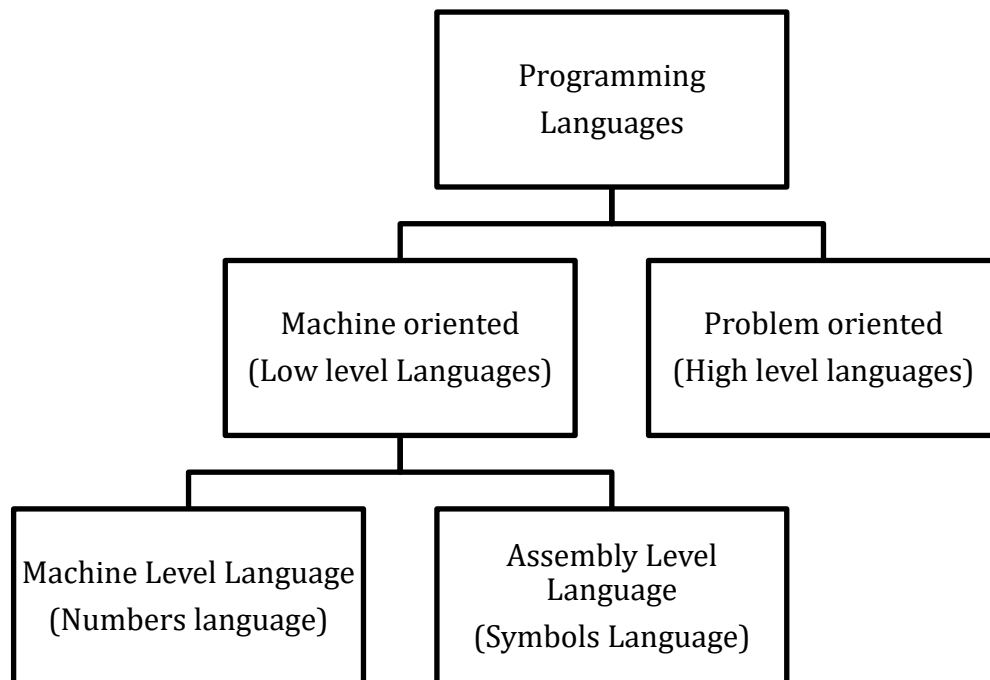 Programming
Languages
Machine oriented
(Low level Languages)
Problem oriented
(High level languages)
Machine Level Language
(Numbers language)
Assembly Level
Language
(Symbols Language)